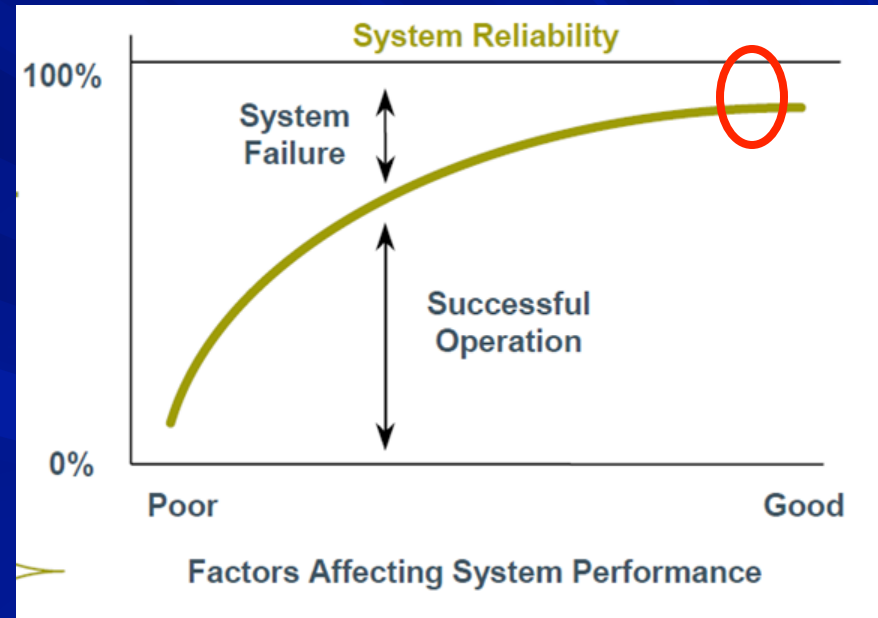 System Reliability
100%
System
Failure
Successful
Operation
0%
Poor
Good
Factors Affecting System Performance